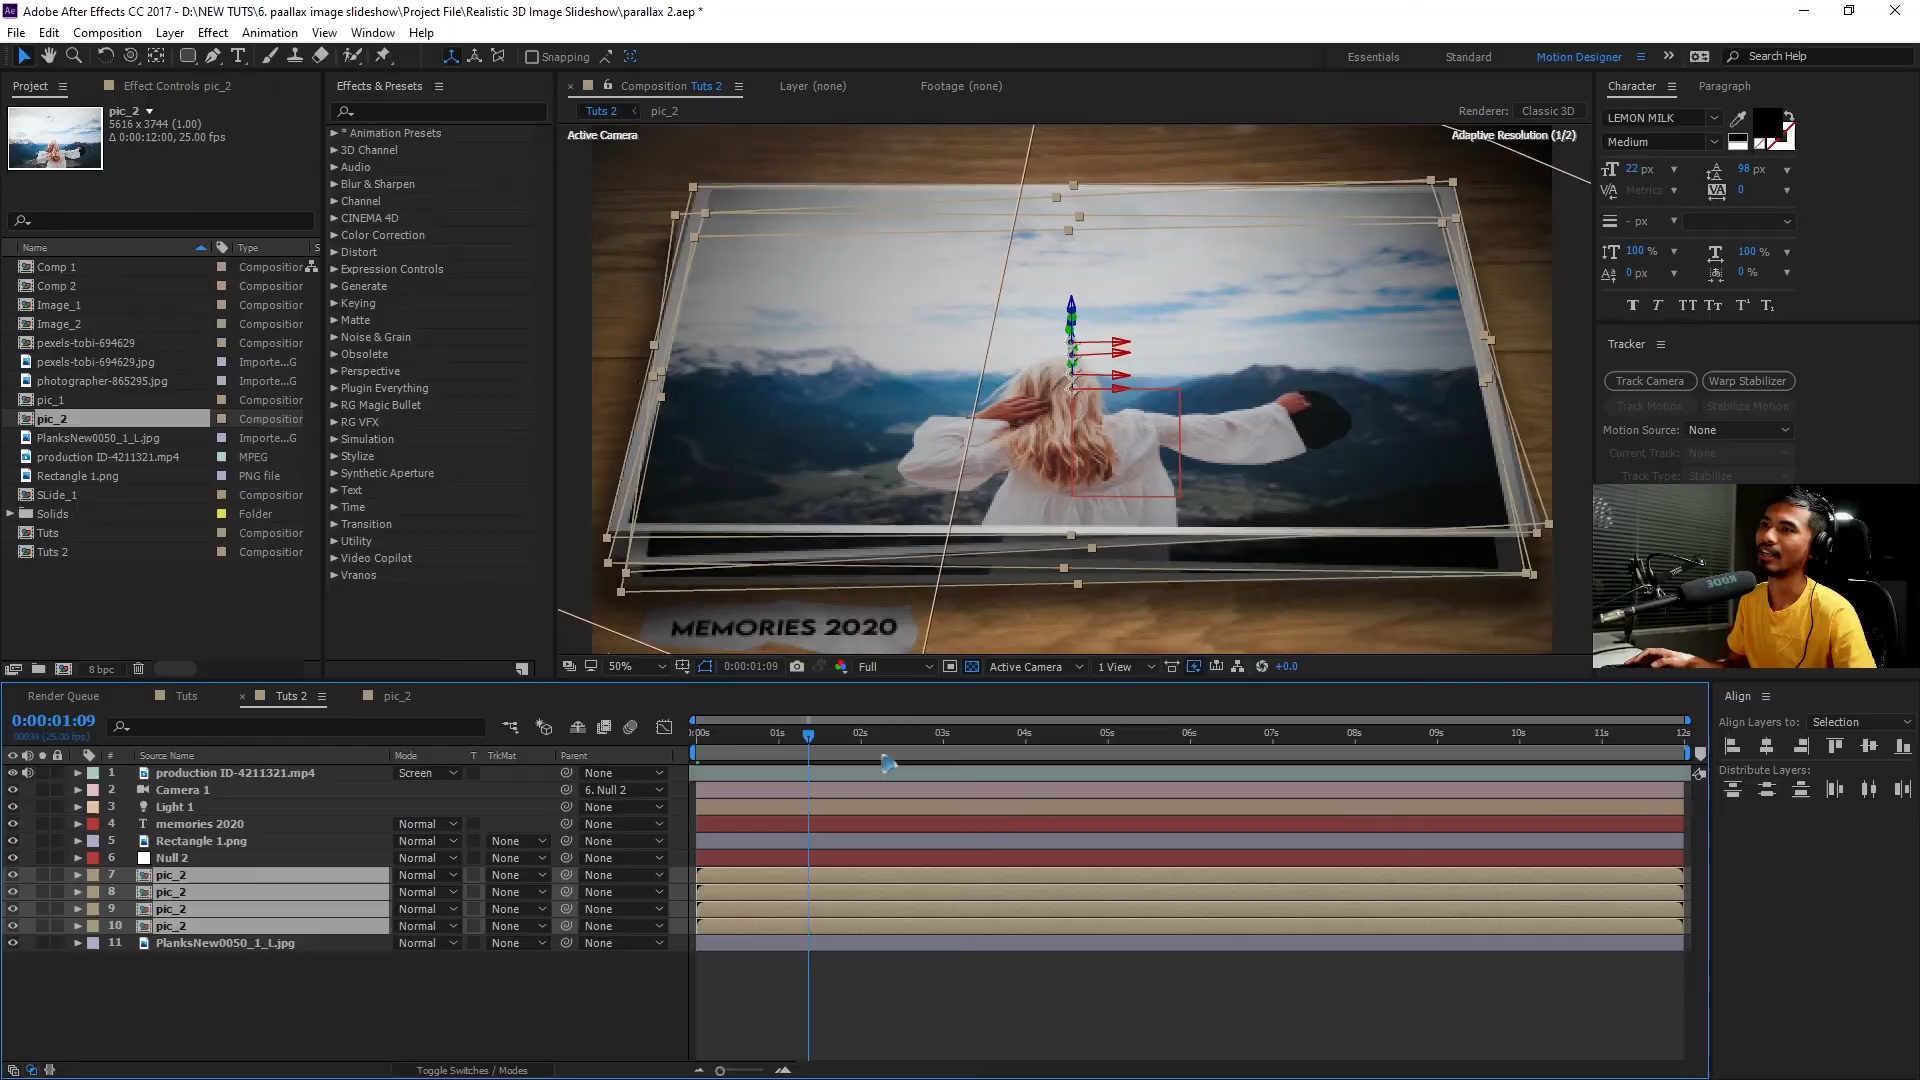 Adobe After Effects CC 2017 - D:\NEW TUTS\6. paallax image slideshow\Project File\Realistic 3D Image Slideshow\parallax 2.aep *
File Edit Composition Layer Effect Animation View Window Help
Snapping Essentials Standard Motion Designer Search Help
Project Effect Controls pic_2 Effects & Presets Composition Tuts 2 Layer (none) Footage (none) Character Paragraph
pic_2
5616 x 3744 (1.00)
Δ 0:00:12:00, 25.00 fps
Tuts 2 pic_2 Renderer: Classic 3D
Active Camera Adaptive Resolution (1/2)
Name Type S
Comp 1 Composition
Comp 2 Composition
Image_1 Composition
Image_2 Composition
pexels-tobi-694629 Composition
pexels-tobi-694629.jpg Importe...G
photographer-865295.jpg Importe...G
pic_1 Composition
pic_2 Composition
PlanksNew0050_1_L.jpg Importe...G
production ID-4211321.mp4 MPEG
Rectangle 1.png PNG file
SLide_1 Composition
Solids Folder
Tuts Composition
Tuts 2 Composition
8 bpc
* Animation Presets
3D Channel
Audio
Blur & Sharpen
Channel
CINEMA 4D
Color Correction
Distort
Expression Controls
Generate
Keying
Matte
Noise & Grain
Obsolete
Perspective
Plugin Everything
RG Magic Bullet
RG VFX
Simulation
Stylize
Synthetic Aperture
Text
Time
Transition
Utility
Video Copilot
Vranos
MEMORIES 2020
50% 0:00:01:09 Full Active Camera 1 View +0.0
LEMON MILK
Medium
22 px 98 px
Metrics 0
- px
100 % 100 %
0 px 0 %
T T TT Tт T¹ T₁
Tracker
Track Camera Warp Stabilizer
Track Motion Stabilize Motion
Motion Source: None
Current Track: None
Track Type: Stabilize
RODE
Render Queue Tuts Tuts 2 pic_2
0:00:01:09
00034 (25.00 fps)
:00s 01s 02s 03s 04s 05s 06s 07s 08s 09s 10s 11s 12s
# Source Name Mode T TrkMat Parent
1 production ID-4211321.mp4 Screen None
2 Camera 1 6. Null 2
3 Light 1 None
4 T memories 2020 Normal None
5 Rectangle 1.png Normal None None
6 Null 2 Normal None None
7 pic_2 Normal None None
8 pic_2 Normal None None
9 pic_2 Normal None None
10 pic_2 Normal None None
11 PlanksNew0050_1_L.jpg Normal None None
Toggle Switches / Modes
Align
Align Layers to: Selection
Distribute Layers: